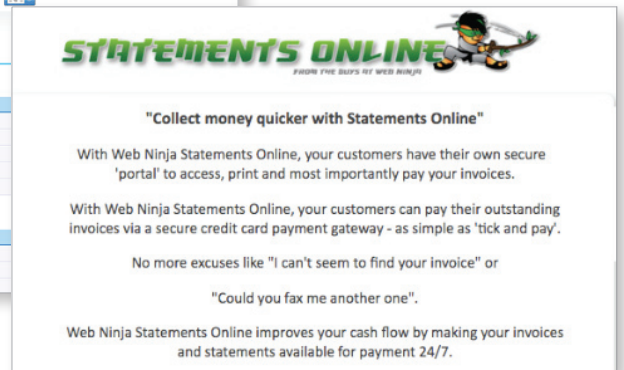 STATEMENTS ONLINE
FROM THE GUYS AT WEB NINJA
"Collect money quicker with Statements Online"
With Web Ninja Statements Online, your customers have their own secure
'portal' to access, print and most importantly pay your invoices.
With Web Ninja Statements Online, your customers can pay their outstanding
invoices via a secure credit card payment gateway - as simple as 'tick and pay'.
No more excuses like "I can't seem to find your invoice" or
"Could you fax me another one".
Web Ninja Statements Online improves your cash flow by making your invoices
and statements available for payment 24/7.